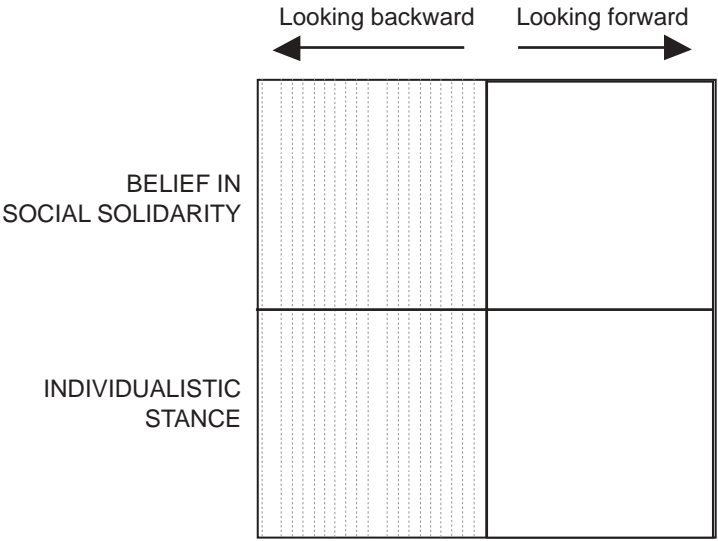 Looking backward Looking forward
BELIEF IN
SOCIAL SOLIDARITY
INDIVIDUALISTIC
STANCE